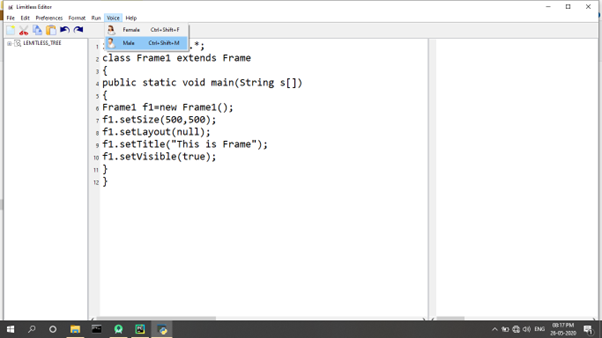 Limitless Editor
File Edit Preferences Format Run Voice Help
Female Ctrl+Shift+F
Male Ctrl+Shift+M
LEMITLESS_TREE
1 .*;
2 class Frame1 extends Frame
3 {
4 public static void main(String s[])
5 {
6 Frame1 f1=new Frame1();
7 f1.setSize(500,500);
8 f1.setLayout(null);
9 f1.setTitle("This is Frame");
10 f1.setVisible(true);
11 }
12 }
ENG
08:17 PM
26-05-2020